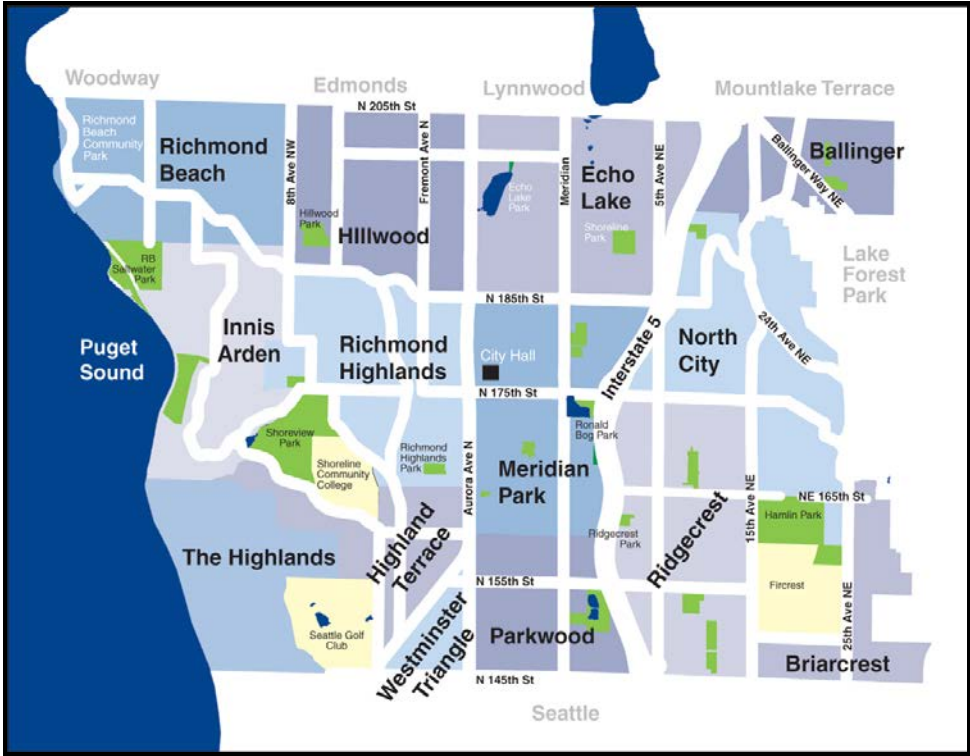 Woodway
Edmonds
Lynnwood
Mountlake Terrace
N 205th St
Richmond
Beach
Community
Park
Richmond
Beach
8th Ave NW
Fremont Ave N
Meridian
5th Ave NE
Ballinger Way NE
Ballinger
Echo
Lake
Echo
Lake
Park
Hillwood
Park
HIllwood
Shoreline
Park
Lake
Forest
Park
RB
Saltwater
Park
N 185th St
Puget
Sound
Innis
Arden
Richmond
Highlands
City Hall
Interstate 5
North
City
24th Ave NE
N 175th St
Shoreview
Park
Shoreline
Community
College
Richmond
Highlands
Park
Aurora Ave N
Ronald
Bog Park
Meridian
Park
15th Ave NE
NE 165th St
Hamlin Park
Ridgecrest
Park
Ridgecrest
The Highlands
Highland
Terrace
N 155th St
Fircrest
25th Ave NE
Seattle Golf
Club
Westminster
Triangle
Parkwood
Briarcrest
N 145th St
Seattle